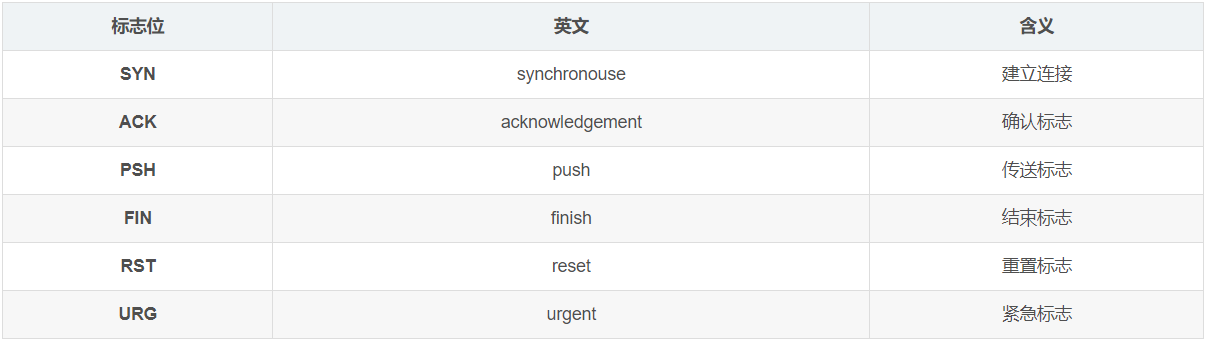 标志位 英文 含义
SYN synchronouse 建立连接
ACK acknowledgement 确认标志
PSH push 传送标志
FIN finish 结束标志
RST reset 重置标志
URG urgent 紧急标志